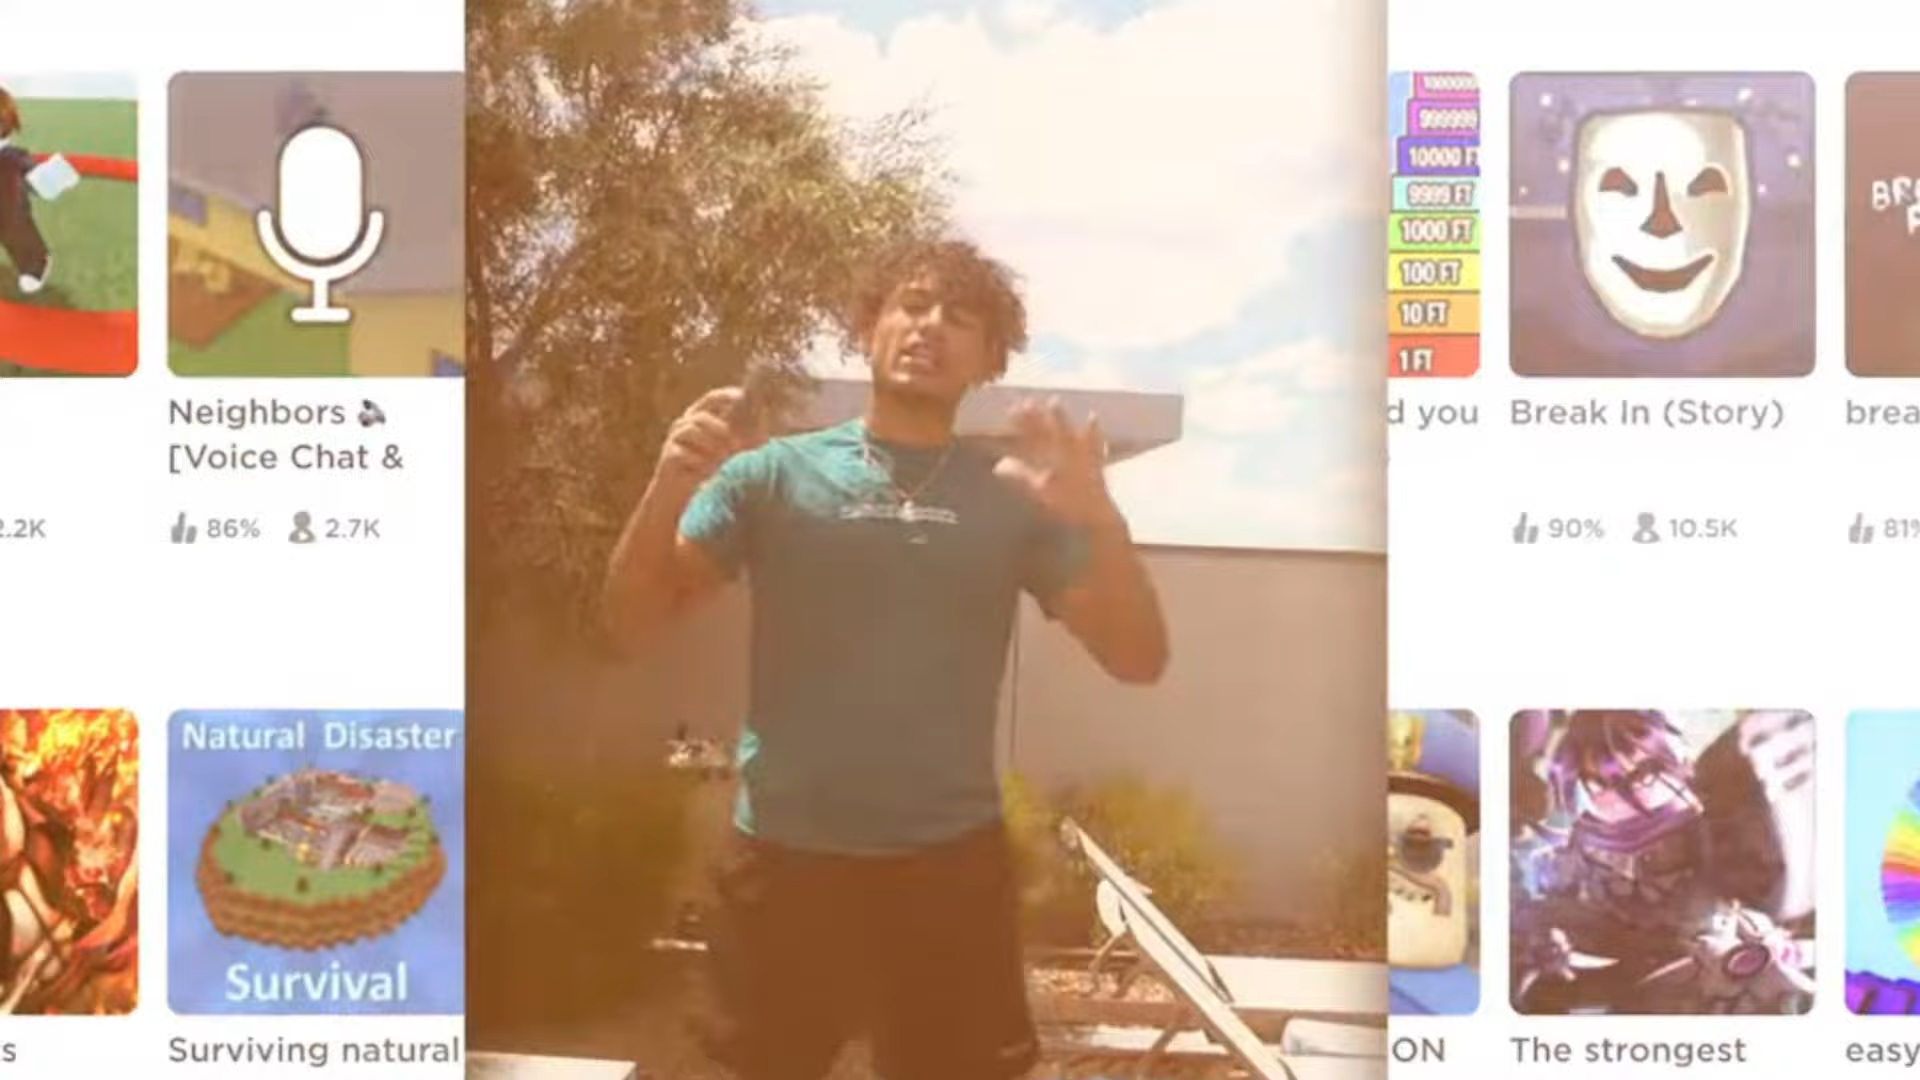 1000000
999999
10000 FT
9999 FT
1000 FT
100 FT
10 FT
1 FT
Neighbors
[Voice Chat &
d you
Break In (Story)
brea
2.2K
86%
2.7K
90%
10.5K
81%
Natural Disaster
Survival
s
Surviving natural
ON
The strongest
easy